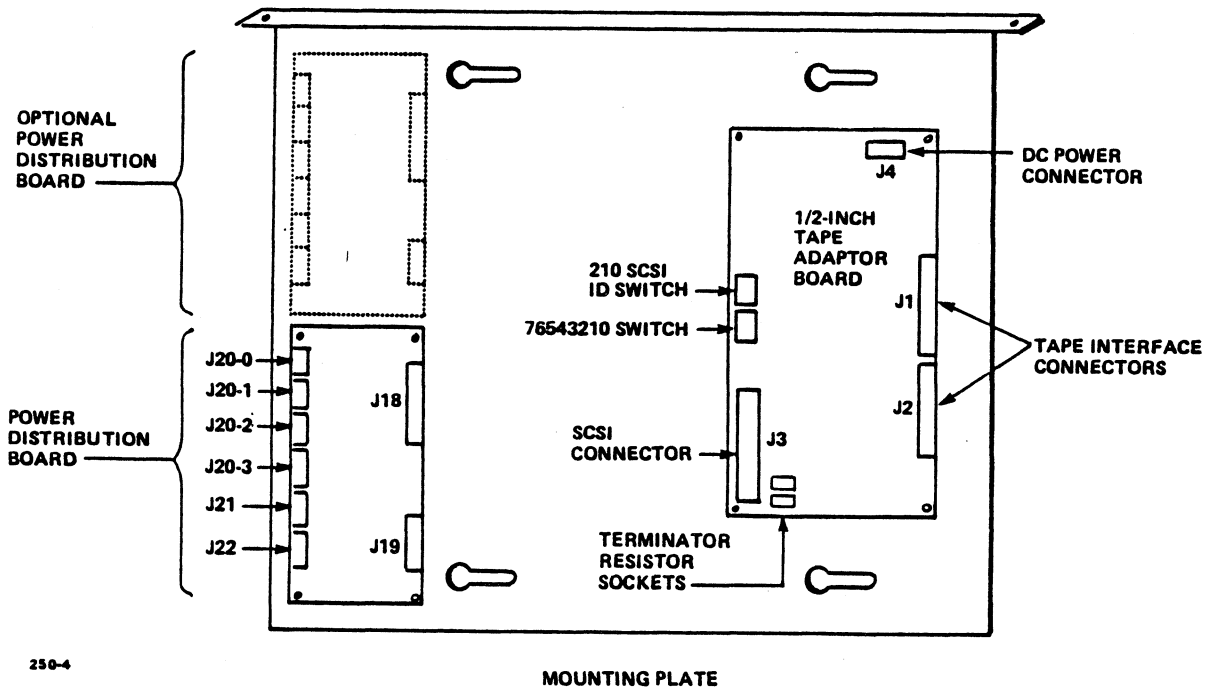 OPTIONAL
POWER
DISTRIBUTION
BOARD
J4
DC POWER
CONNECTOR
1/2-INCH
TAPE
ADAPTOR
BOARD
210 SCSI
ID SWITCH
76543210 SWITCH
J1
J2
TAPE INTERFACE
CONNECTORS
POWER
DISTRIBUTION
BOARD
J20-0
J20-1
J20-2
J20-3
J21
J22
J18
J19
SCSI
CONNECTOR
J3
TERMINATOR
RESISTOR
SOCKETS
250-4
MOUNTING PLATE